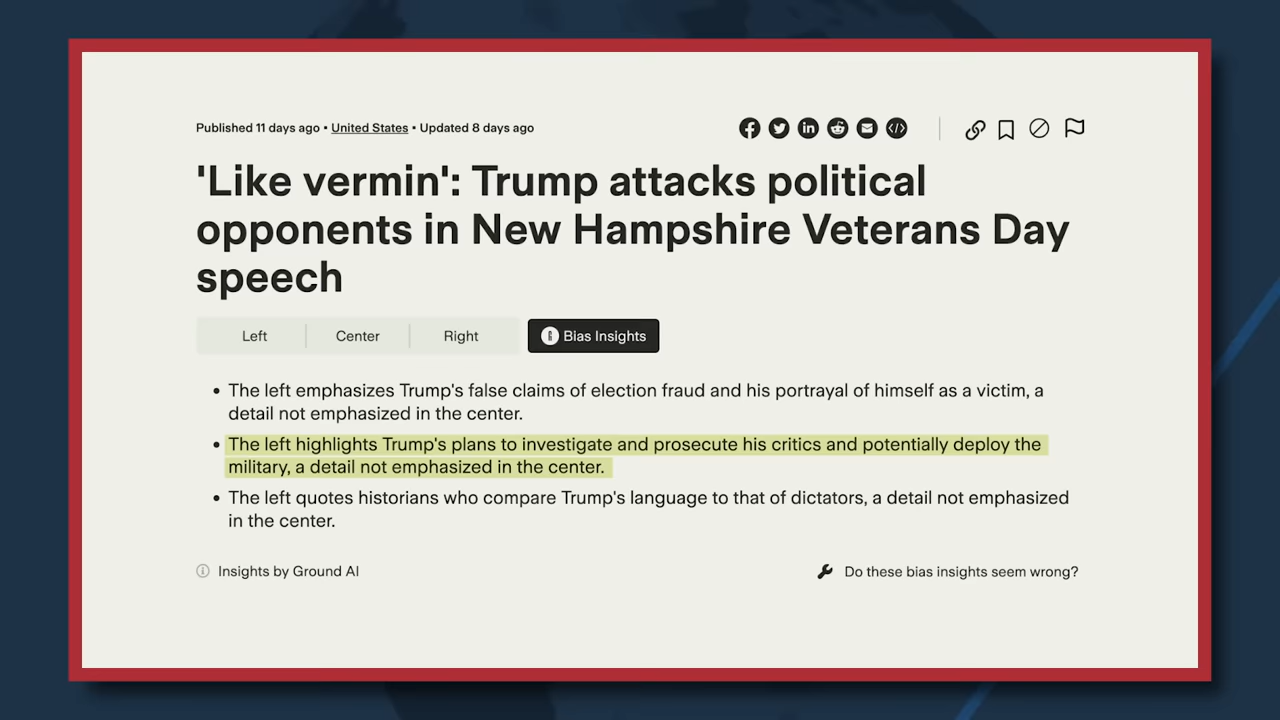 Published 11 days ago • United States • Updated 8 days ago
'Like vermin': Trump attacks political
opponents in New Hampshire Veterans Day
speech
Left Center Right Bias Insights
• The left emphasizes Trump's false claims of election fraud and his portrayal of himself as a victim, a
detail not emphasized in the center.
• The left highlights Trump's plans to investigate and prosecute his critics and potentially deploy the
military, a detail not emphasized in the center.
• The left quotes historians who compare Trump's language to that of dictators, a detail not emphasized
in the center.
Insights by Ground AI
Do these bias insights seem wrong?